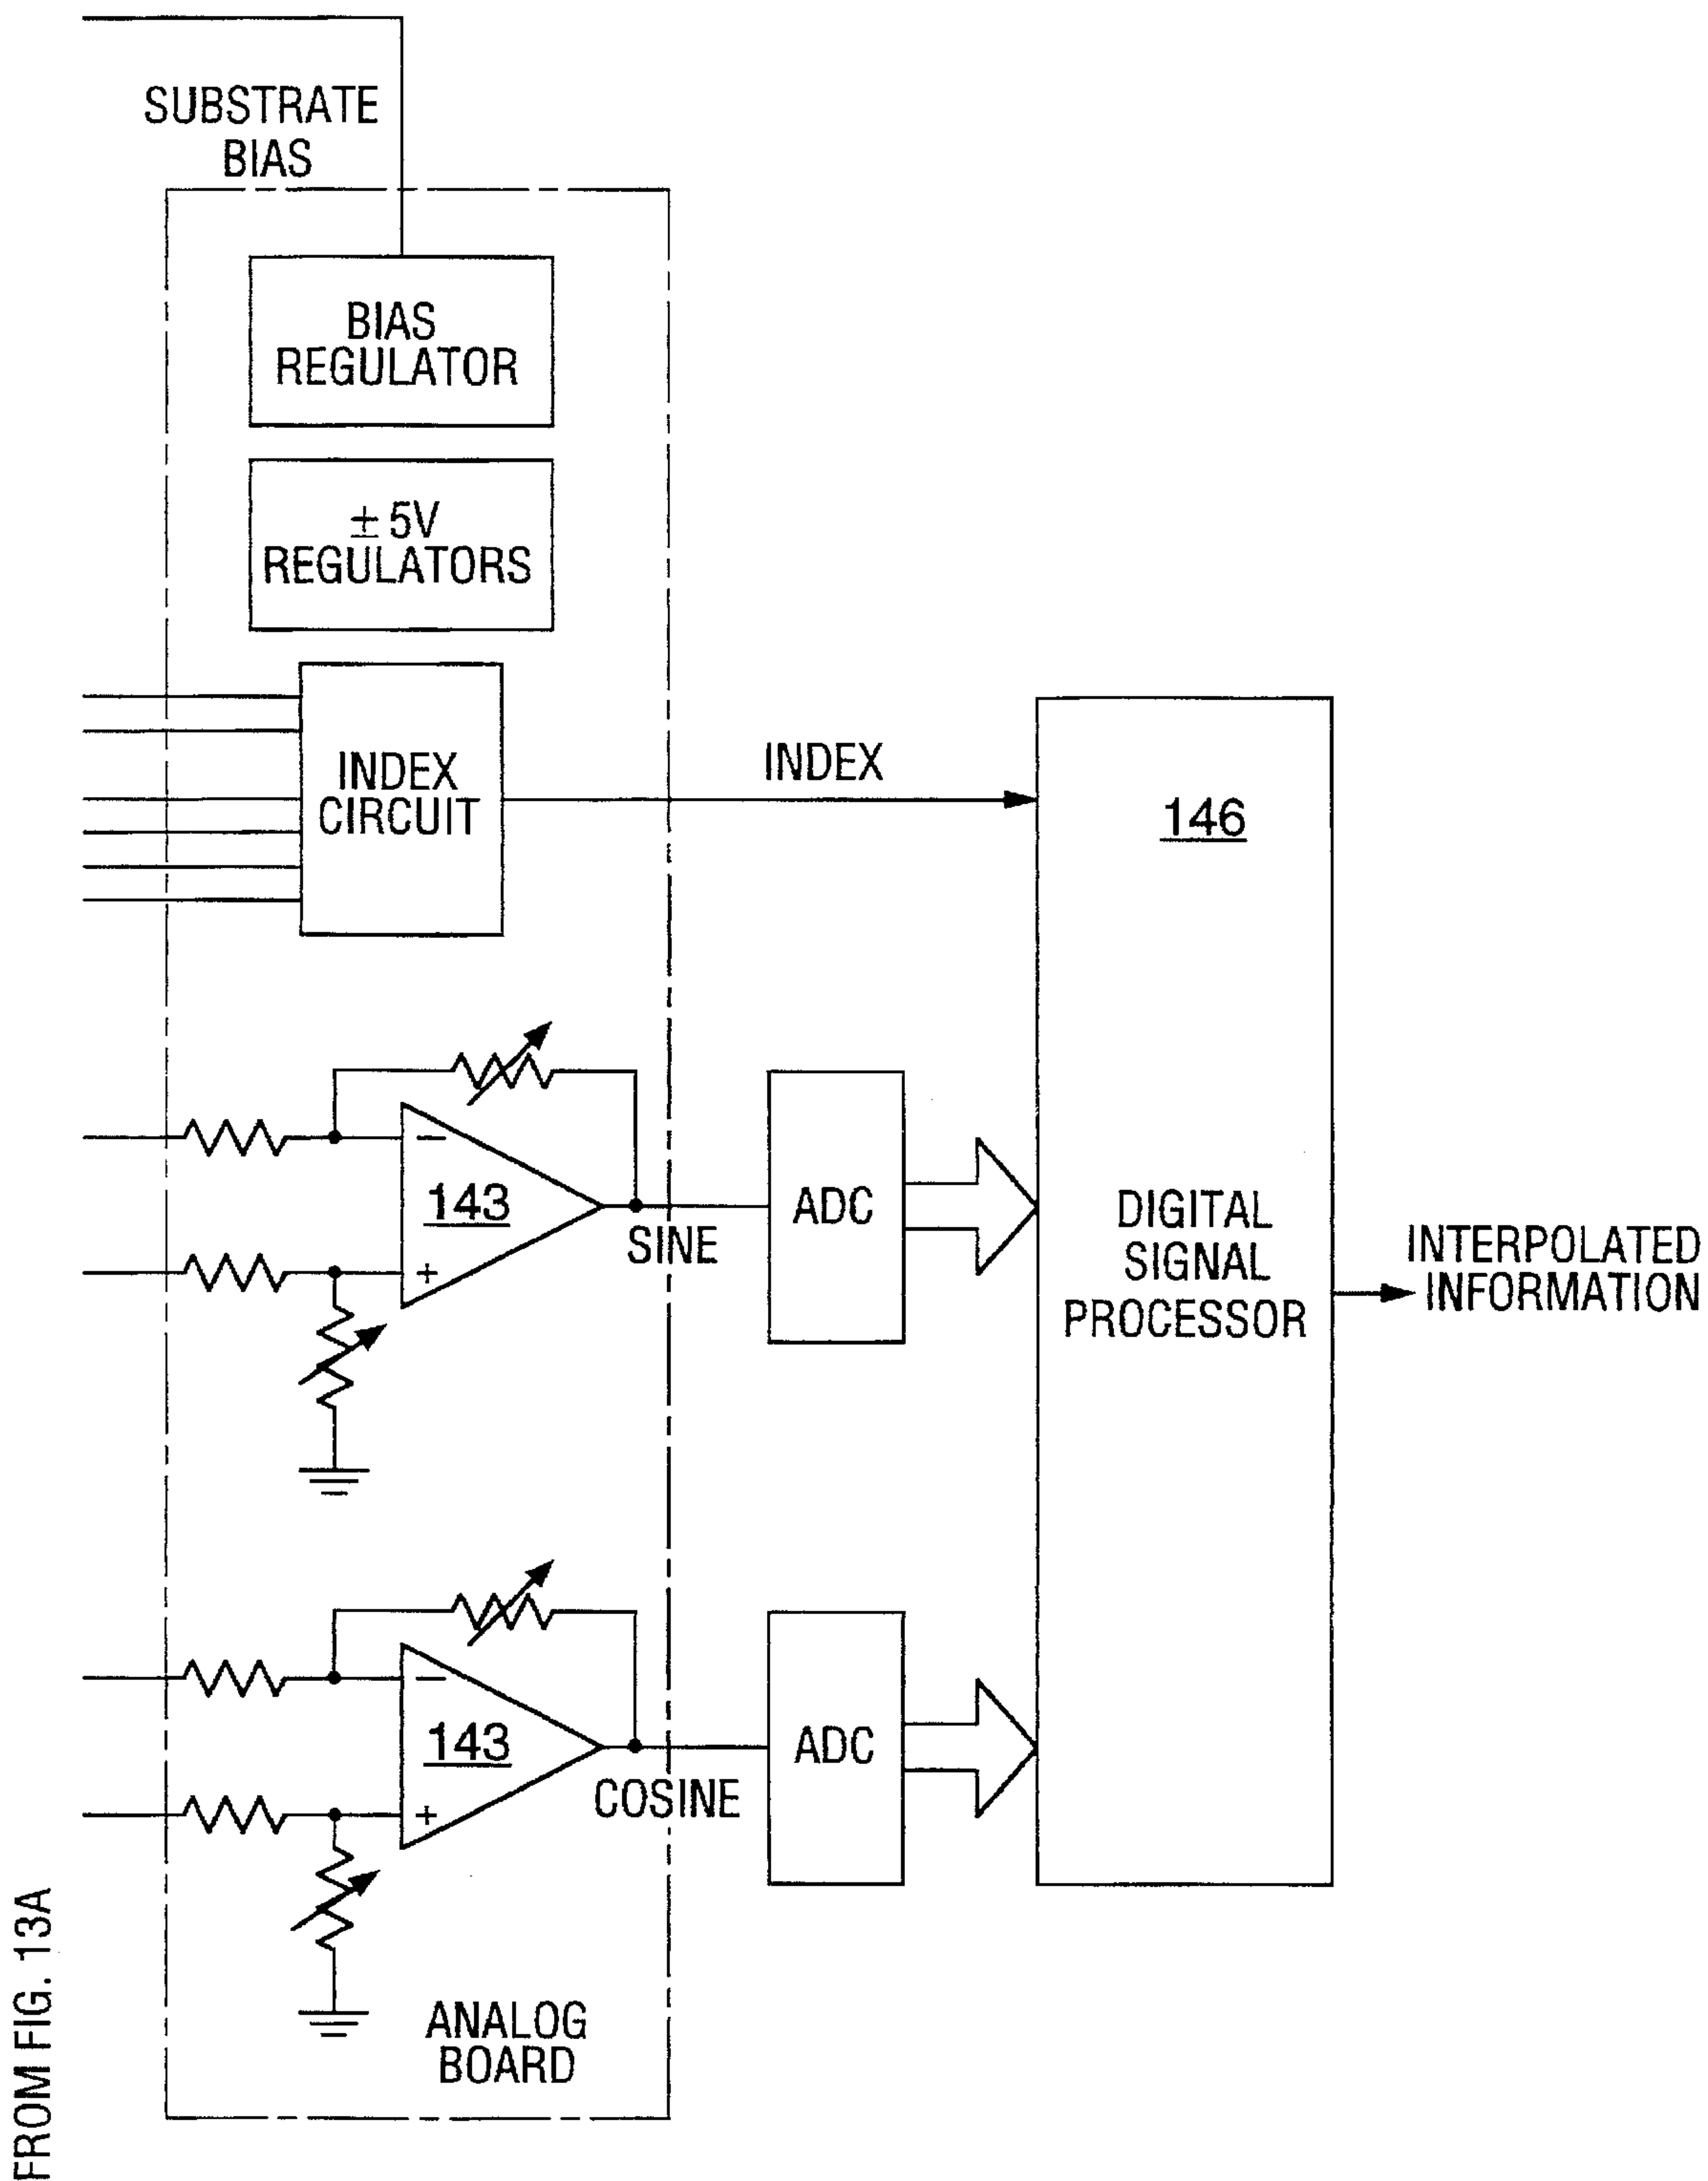 SUBSTRATE
BIAS
BIAS
REGULATOR
± 5V
REGULATORS
INDEX
CIRCUIT
INDEX
146
−
143
+
SINE
ADC
DIGITAL
SIGNAL
PROCESSOR
INTERPOLATED
INFORMATION
−
143
+
COSINE
ADC
ANALOG
BOARD
FROM FIG. 13A